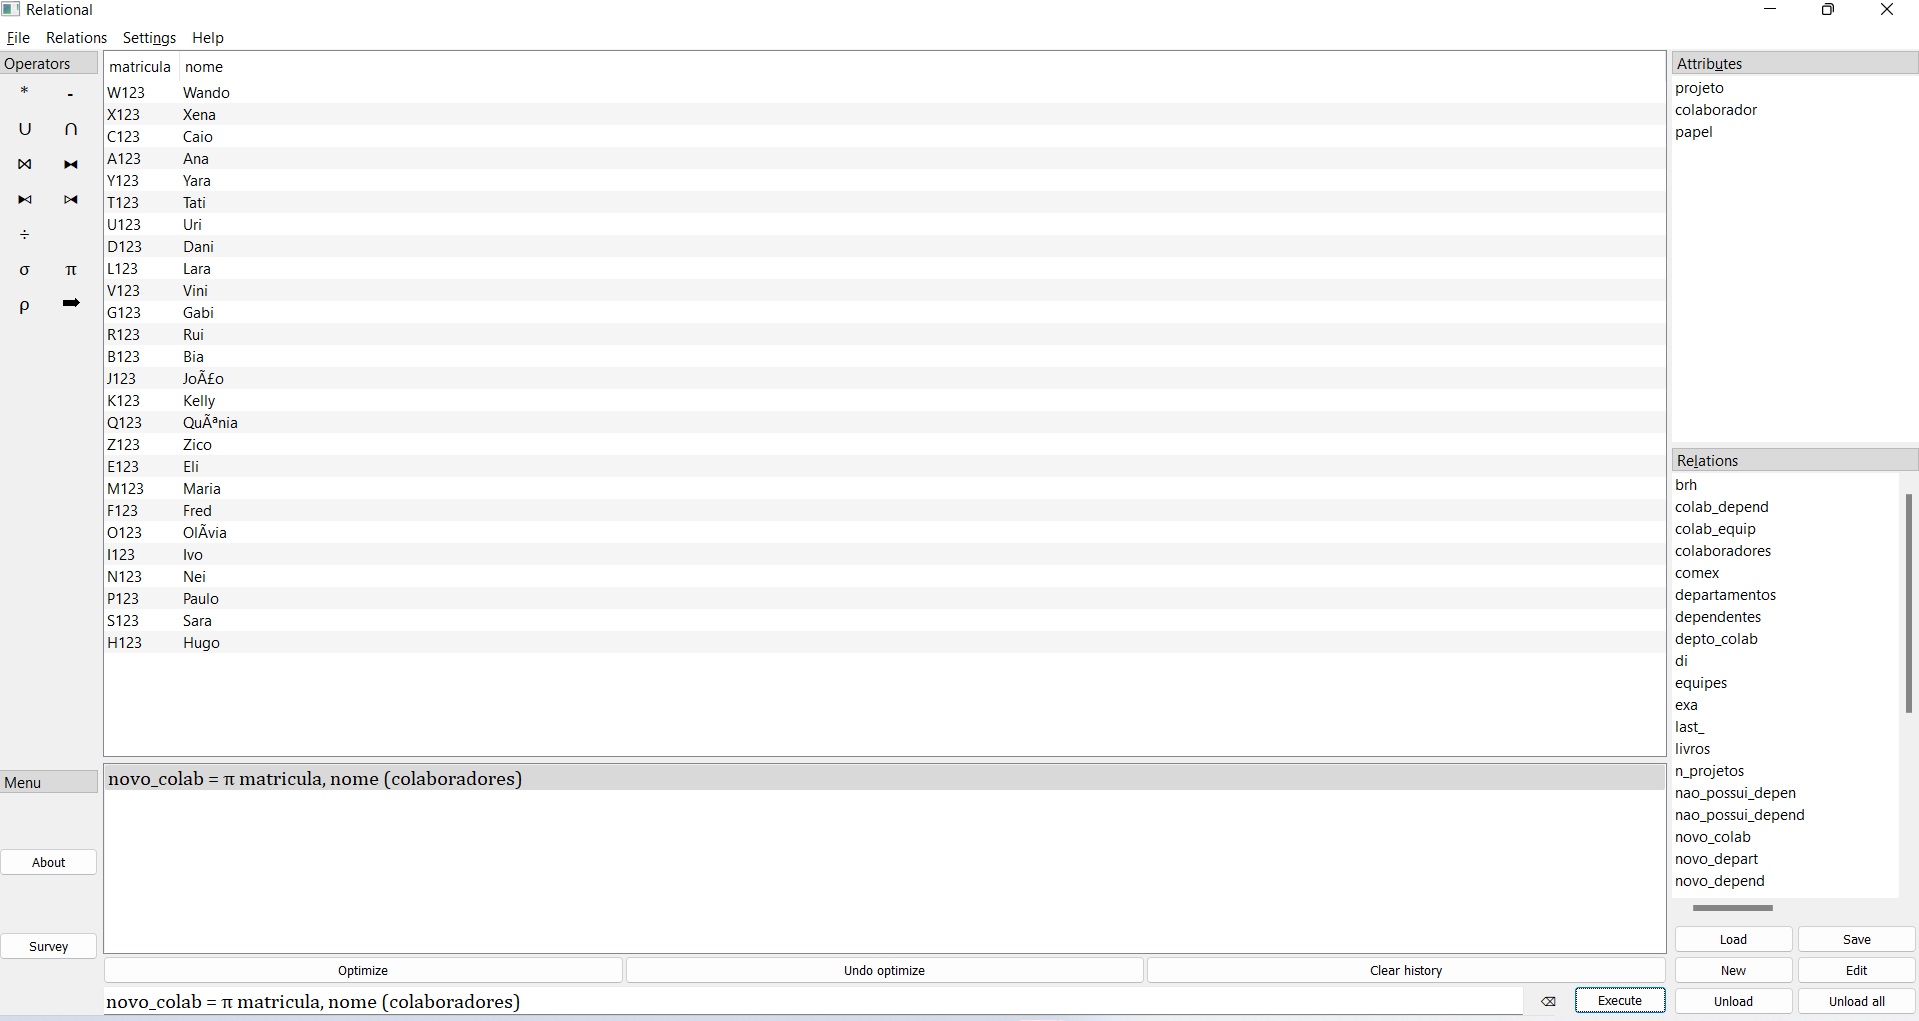 Relational
File Relations Settings Help
Operators
* -
∪ ∩
⋈ ⧓
⧑ ⧒
÷
σ π
ρ ➡
matricula nome
W123 Wando
X123 Xena
C123 Caio
A123 Ana
Y123 Yara
T123 Tati
U123 Uri
D123 Dani
L123 Lara
V123 Vini
G123 Gabi
R123 Rui
B123 Bia
J123 JoÃ£o
K123 Kelly
Q123 QuÃªnia
Z123 Zico
E123 Eli
M123 Maria
F123 Fred
O123 OlÃvia
I123 Ivo
N123 Nei
P123 Paulo
S123 Sara
H123 Hugo
Attributes
projeto
colaborador
papel
Relations
brh
colab_depend
colab_equip
colaboradores
comex
departamentos
dependentes
depto_colab
di
equipes
exa
last_
livros
n_projetos
nao_possui_depen
nao_possui_depend
novo_colab
novo_depart
novo_depend
Menu
About
Survey
novo_colab = π matricula, nome (colaboradores)
Optimize Undo optimize Clear history
novo_colab = π matricula, nome (colaboradores)
Execute
Load Save
New Edit
Unload Unload all